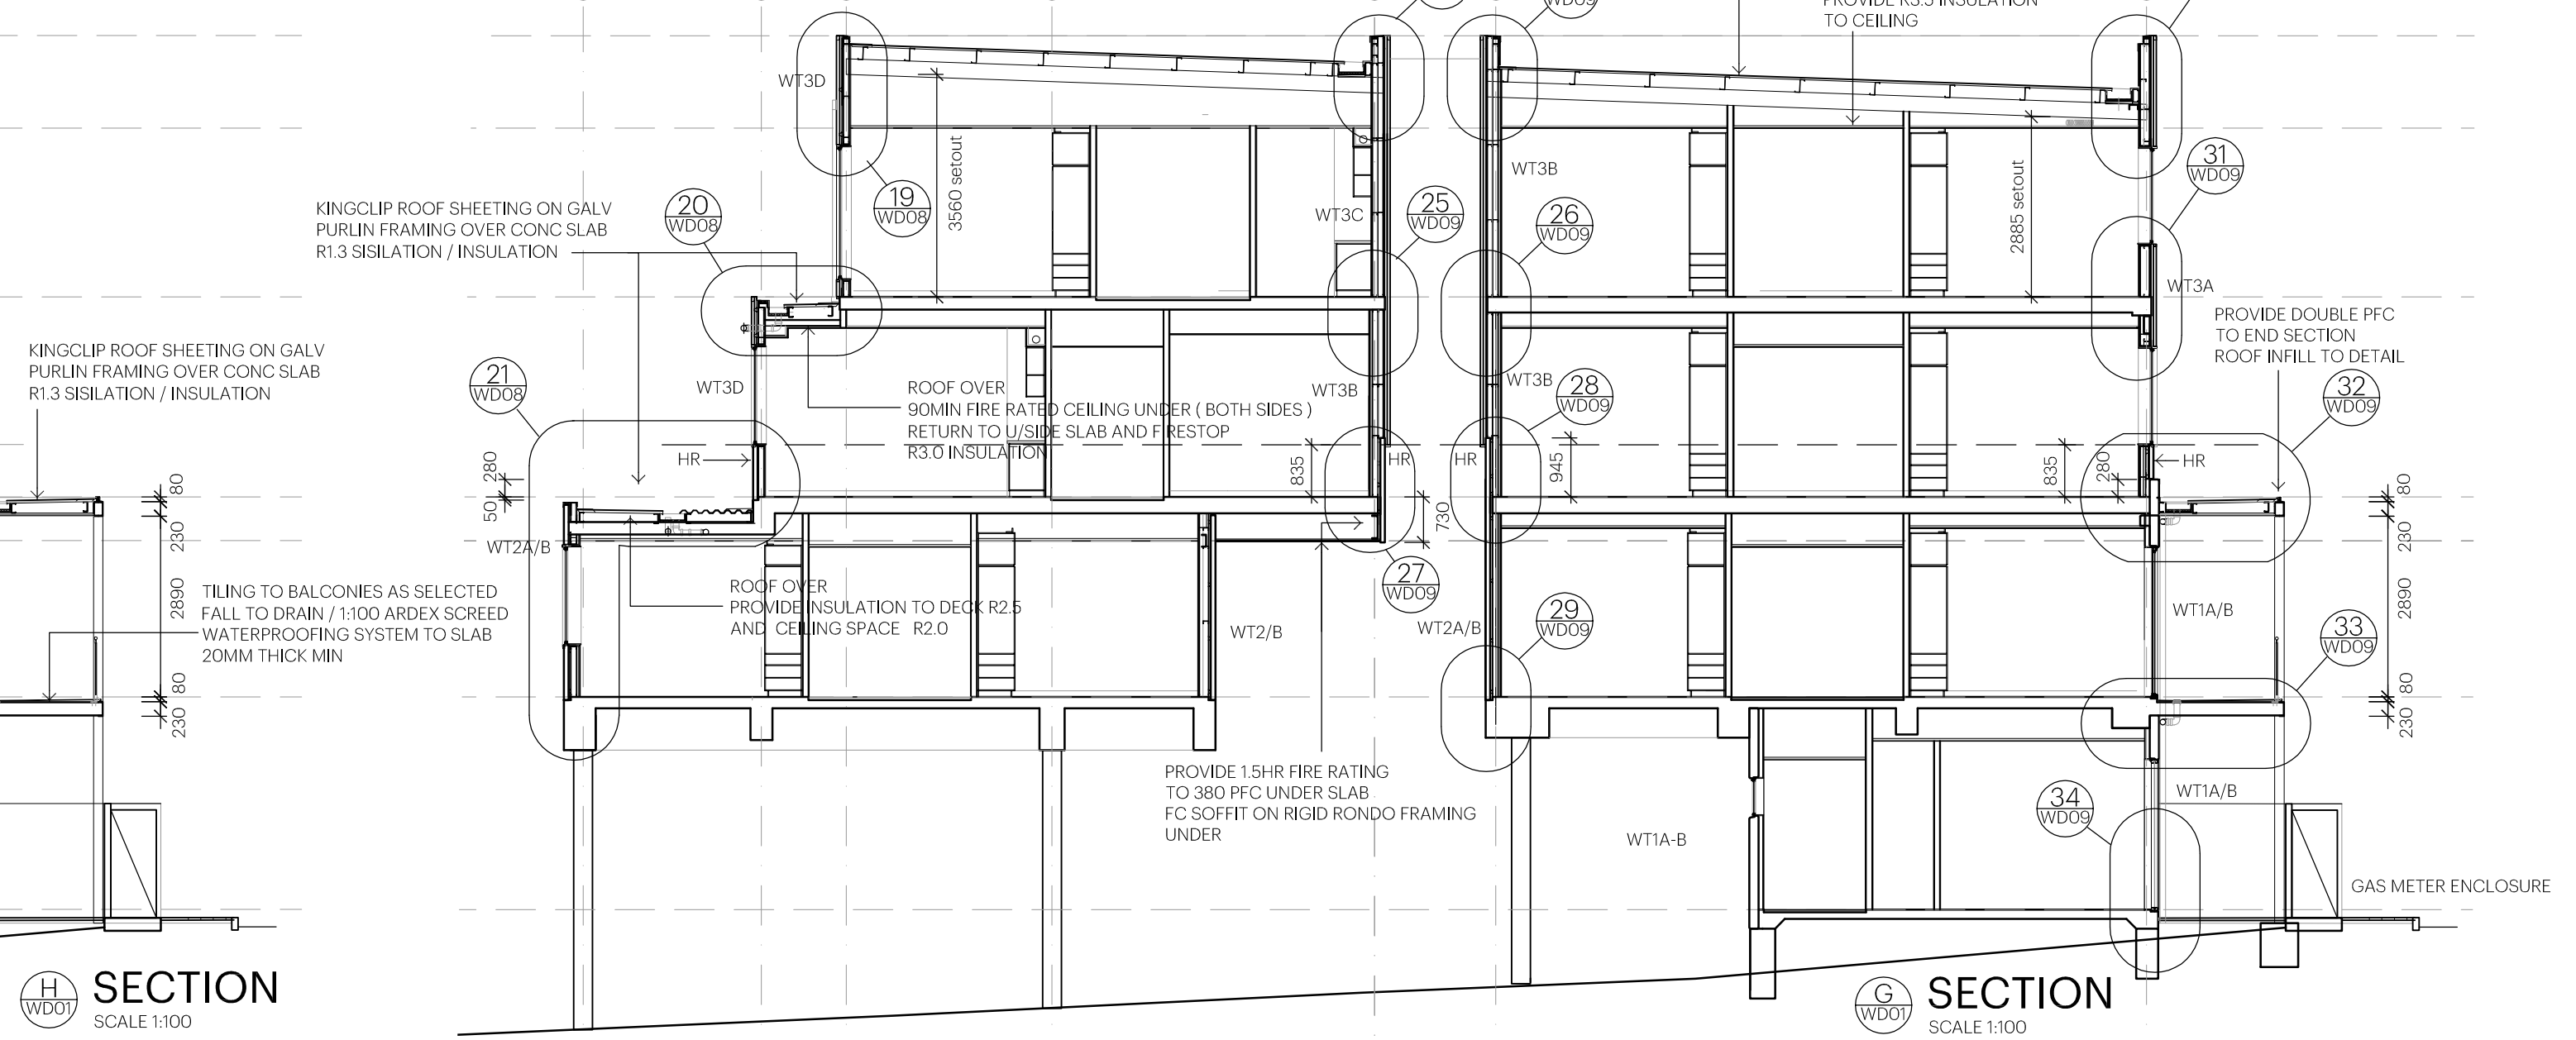 PROVIDE R3.5 INSULATION
TO CEILING
WD09
WT3D
19
WD08
3560 setout
20
WD08
KINGCLIP ROOF SHEETING ON GALV
PURLIN FRAMING OVER CONC SLAB
R1.3 SISILATION / INSULATION
WT3C
25
WD09
WT3B
26
WD09
2885 setout
31
WD09
WT3A
PROVIDE DOUBLE PFC
TO END SECTION
ROOF INFILL TO DETAIL
KINGCLIP ROOF SHEETING ON GALV
PURLIN FRAMING OVER CONC SLAB
R1.3 SISILATION / INSULATION
21
WD08
WT3D
ROOF OVER
90MIN FIRE RATED CEILING UNDER ( BOTH SIDES )
RETURN TO U/SIDE SLAB AND FIRESTOP
R3.0 INSULATION
WT3B
WT3B
28
WD09
32
WD09
HR
HR
HR
HR
280
50
835
945
835
280
730
80
230
2890
80
230
80
230
2890
80
230
WT2A/B
27
WD09
TILING TO BALCONIES AS SELECTED
FALL TO DRAIN / 1:100 ARDEX SCREED
WATERPROOFING SYSTEM TO SLAB
20MM THICK MIN
ROOF OVER
PROVIDE INSULATION TO DECK R2.5
AND CEILING SPACE R2.0
WT2/B
WT2A/B
29
WD09
WT1A/B
33
WD09
PROVIDE 1.5HR FIRE RATING
TO 380 PFC UNDER SLAB
FC SOFFIT ON RIGID RONDO FRAMING
UNDER
WT1A-B
34
WD09
WT1A/B
GAS METER ENCLOSURE
H
WD01
SECTION
SCALE 1:100
G
WD01
SECTION
SCALE 1:100